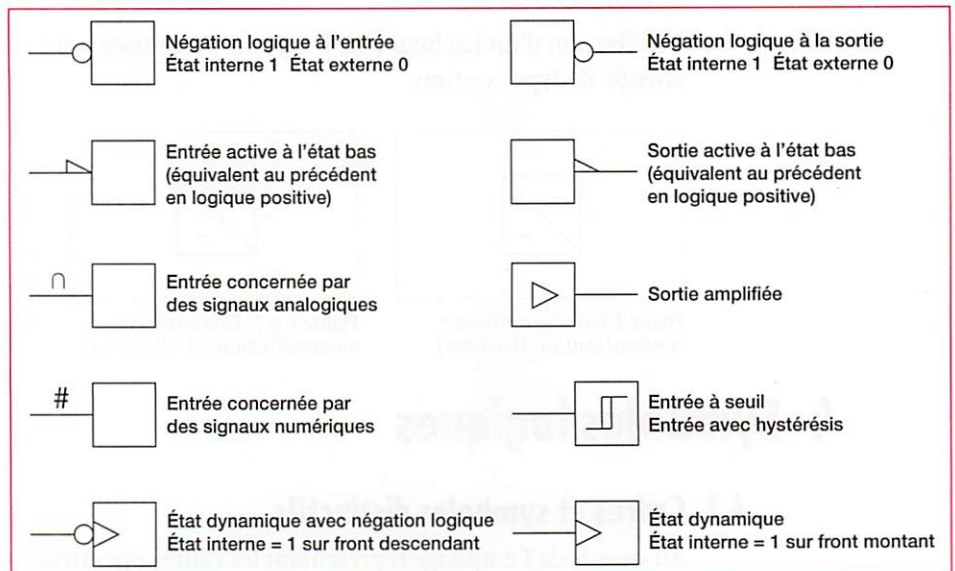 Négation logique à l'entrée
État interne 1 État externe 0
Négation logique à la sortie
État interne 1 État externe 0
Entrée active à l'état bas
(équivalent au précédent
en logique positive)
Sortie active à l'état bas
(équivalent au précédent
en logique positive)
∩
Entrée concernée par
des signaux analogiques
Sortie amplifiée
#
Entrée concernée par
des signaux numériques
Entrée à seuil
Entrée avec hystérésis
État dynamique avec négation logique
État interne = 1 sur front descendant
État dynamique
État interne = 1 sur front montant